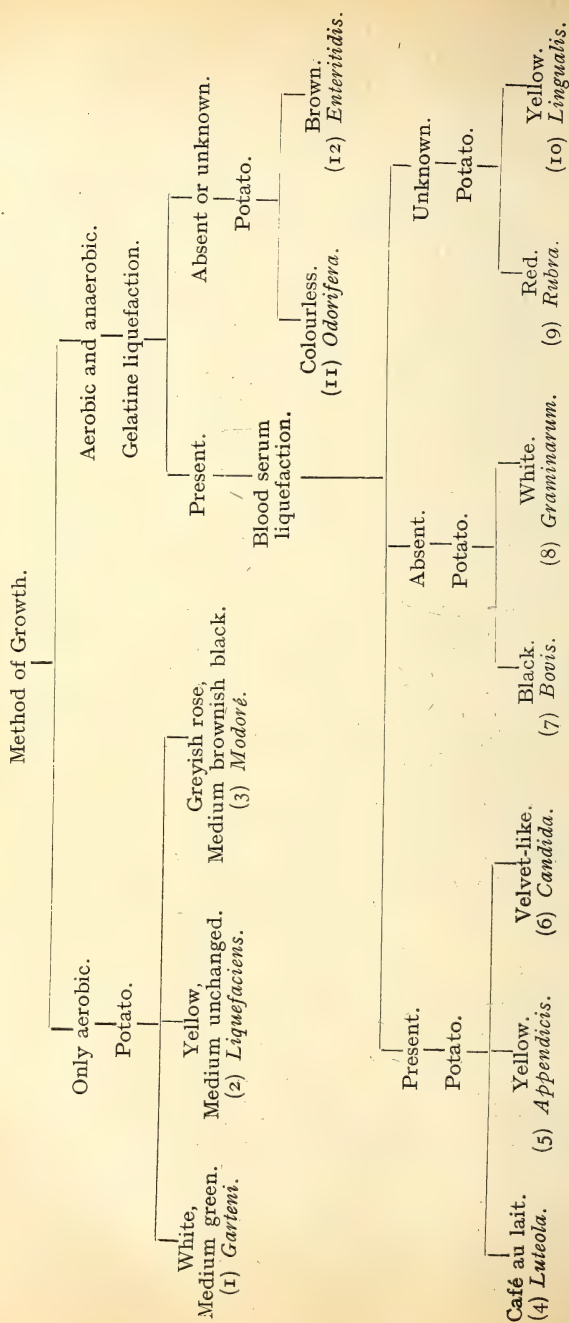 Method of Growth.
Only aerobic.
Potato.
White,
Medium green.
(1) Garteni.
Yellow,
Medium unchanged.
(2) Liquefaciens.
Greyish rose,
Medium brownish black.
(3) Modoré.
Aerobic and anaerobic.
Gelatine liquefaction.
Present.
Blood serum
liquefaction.
Absent or unknown.
Potato.
Colourless.
(11) Odorifera.
Brown.
(12) Enteritidis.
Present.
Potato.
Café au lait.
(4) Luteola.
Yellow.
(5) Appendicis.
Velvet-like.
(6) Candida.
Absent.
Potato.
Black.
(7) Bovis.
White.
(8) Graminarum.
Unknown.
Potato.
Red.
(9) Rubra.
Yellow.
(10) Lingualis.